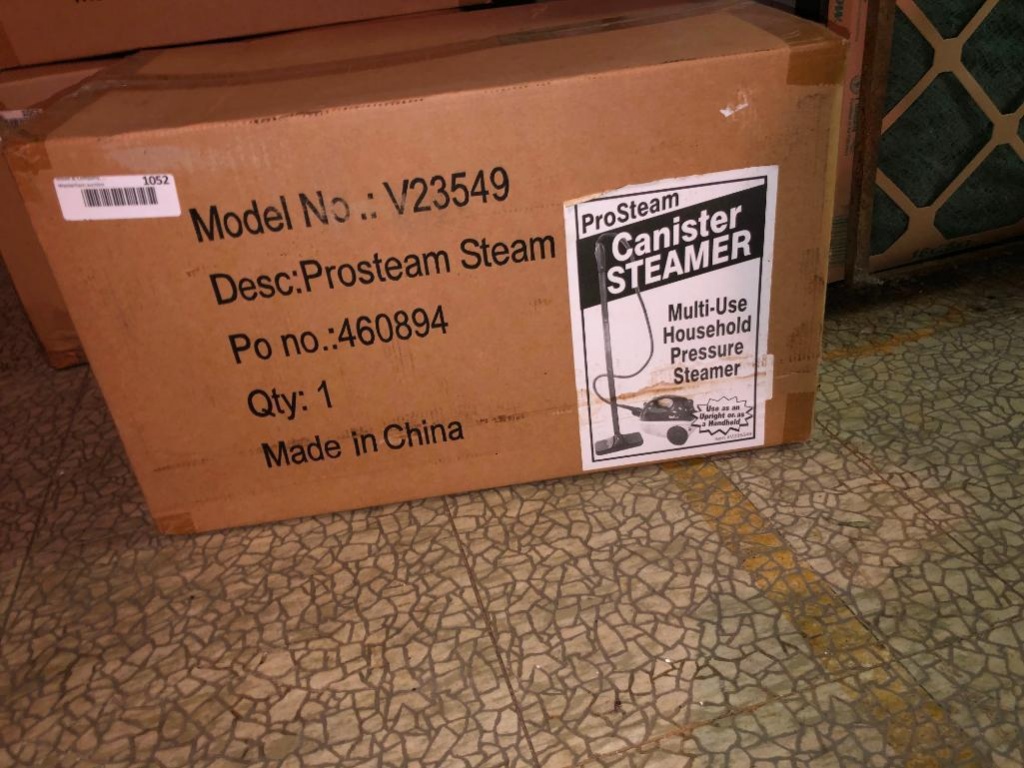 1052
Model No.: V23549
Desc:Prosteam Steam
Po no.:460894
Qty: 1
Made in China
ProSteam
Canister
STEAMER
Multi-Use
Household
Pressure
Steamer
Use as an
Upright or as
a Handheld